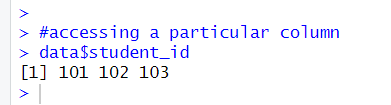 >
> #accessing a particular column
> data$student_id
[1] 101 102 103
>